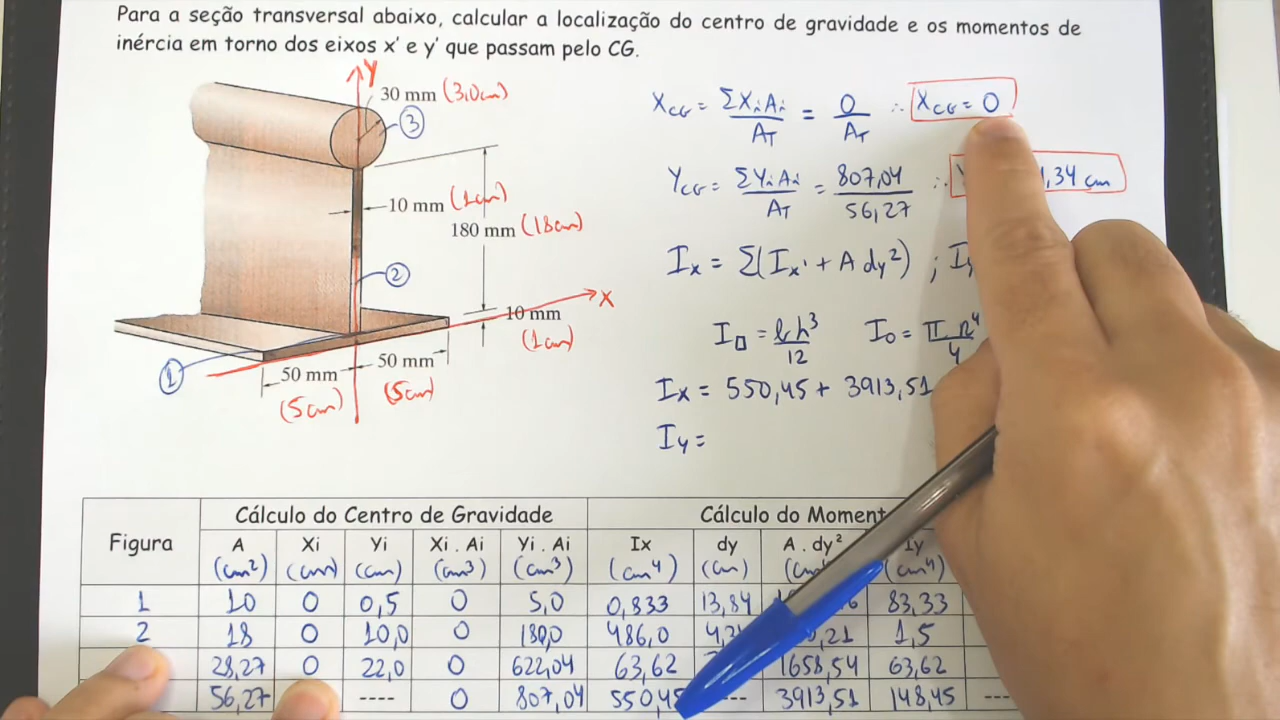 Para a seção transversal abaixo, calcular a localização do centro de gravidade e os momentos de
inércia em torno dos eixos x' e y' que passam pelo CG.
Y
30 mm (3,0cm)
3
10 mm (1cm)
180 mm (18cm)
2
X
10 mm
(1cm)
1
50 mm
50 mm
(5cm)
(5cm)
XCG = ΣXi Ai / AT = 0 / AT ∴ XCG = 0
YCG = ΣYi Ai / AT = 807,04 / 56,27 ∴ ,34 cm
Ix = Σ(Ix' + A dy²) ;
I□ = bh³ / 12 I○ = π r⁴ / 4
Ix = 550,45 + 3913,51
Iy =
Cálculo do Centro de Gravidade
Figura A Xi Yi Xi . Ai Yi . Ai Ix dy A . dy² Iy
(cm²) (cm) (cm) (cm³) (cm³) (cm⁴) (cm) (cm⁴)
1 10 0 0,5 0 5,0 0,833 13,84 83,33
2 18 0 10,0 0 180,0 486,0 1,5
28,27 0 22,0 0 622,04 63,62 1658,54 63,62
56,27 ---- 0 807,04 550,45 3913,51 148,45